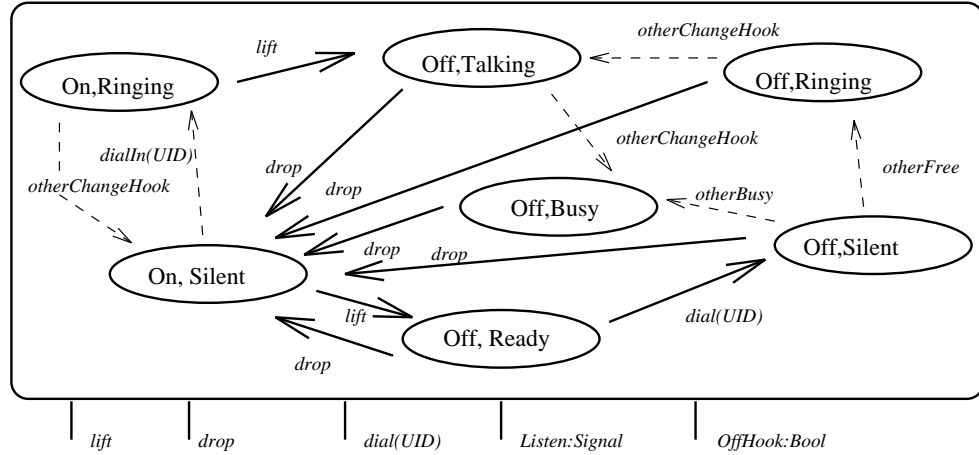 lift
otherChangeHook
On,Ringing
Off,Talking
Off,Ringing
otherChangeHook
dialIn(UID)
drop
otherFree
otherChangeHook
drop
otherBusy
Off,Busy
Off,Silent
drop
drop
On, Silent
lift
dial(UID)
Off, Ready
drop
lift
drop
dial(UID)
Listen:Signal
OffHook:Bool